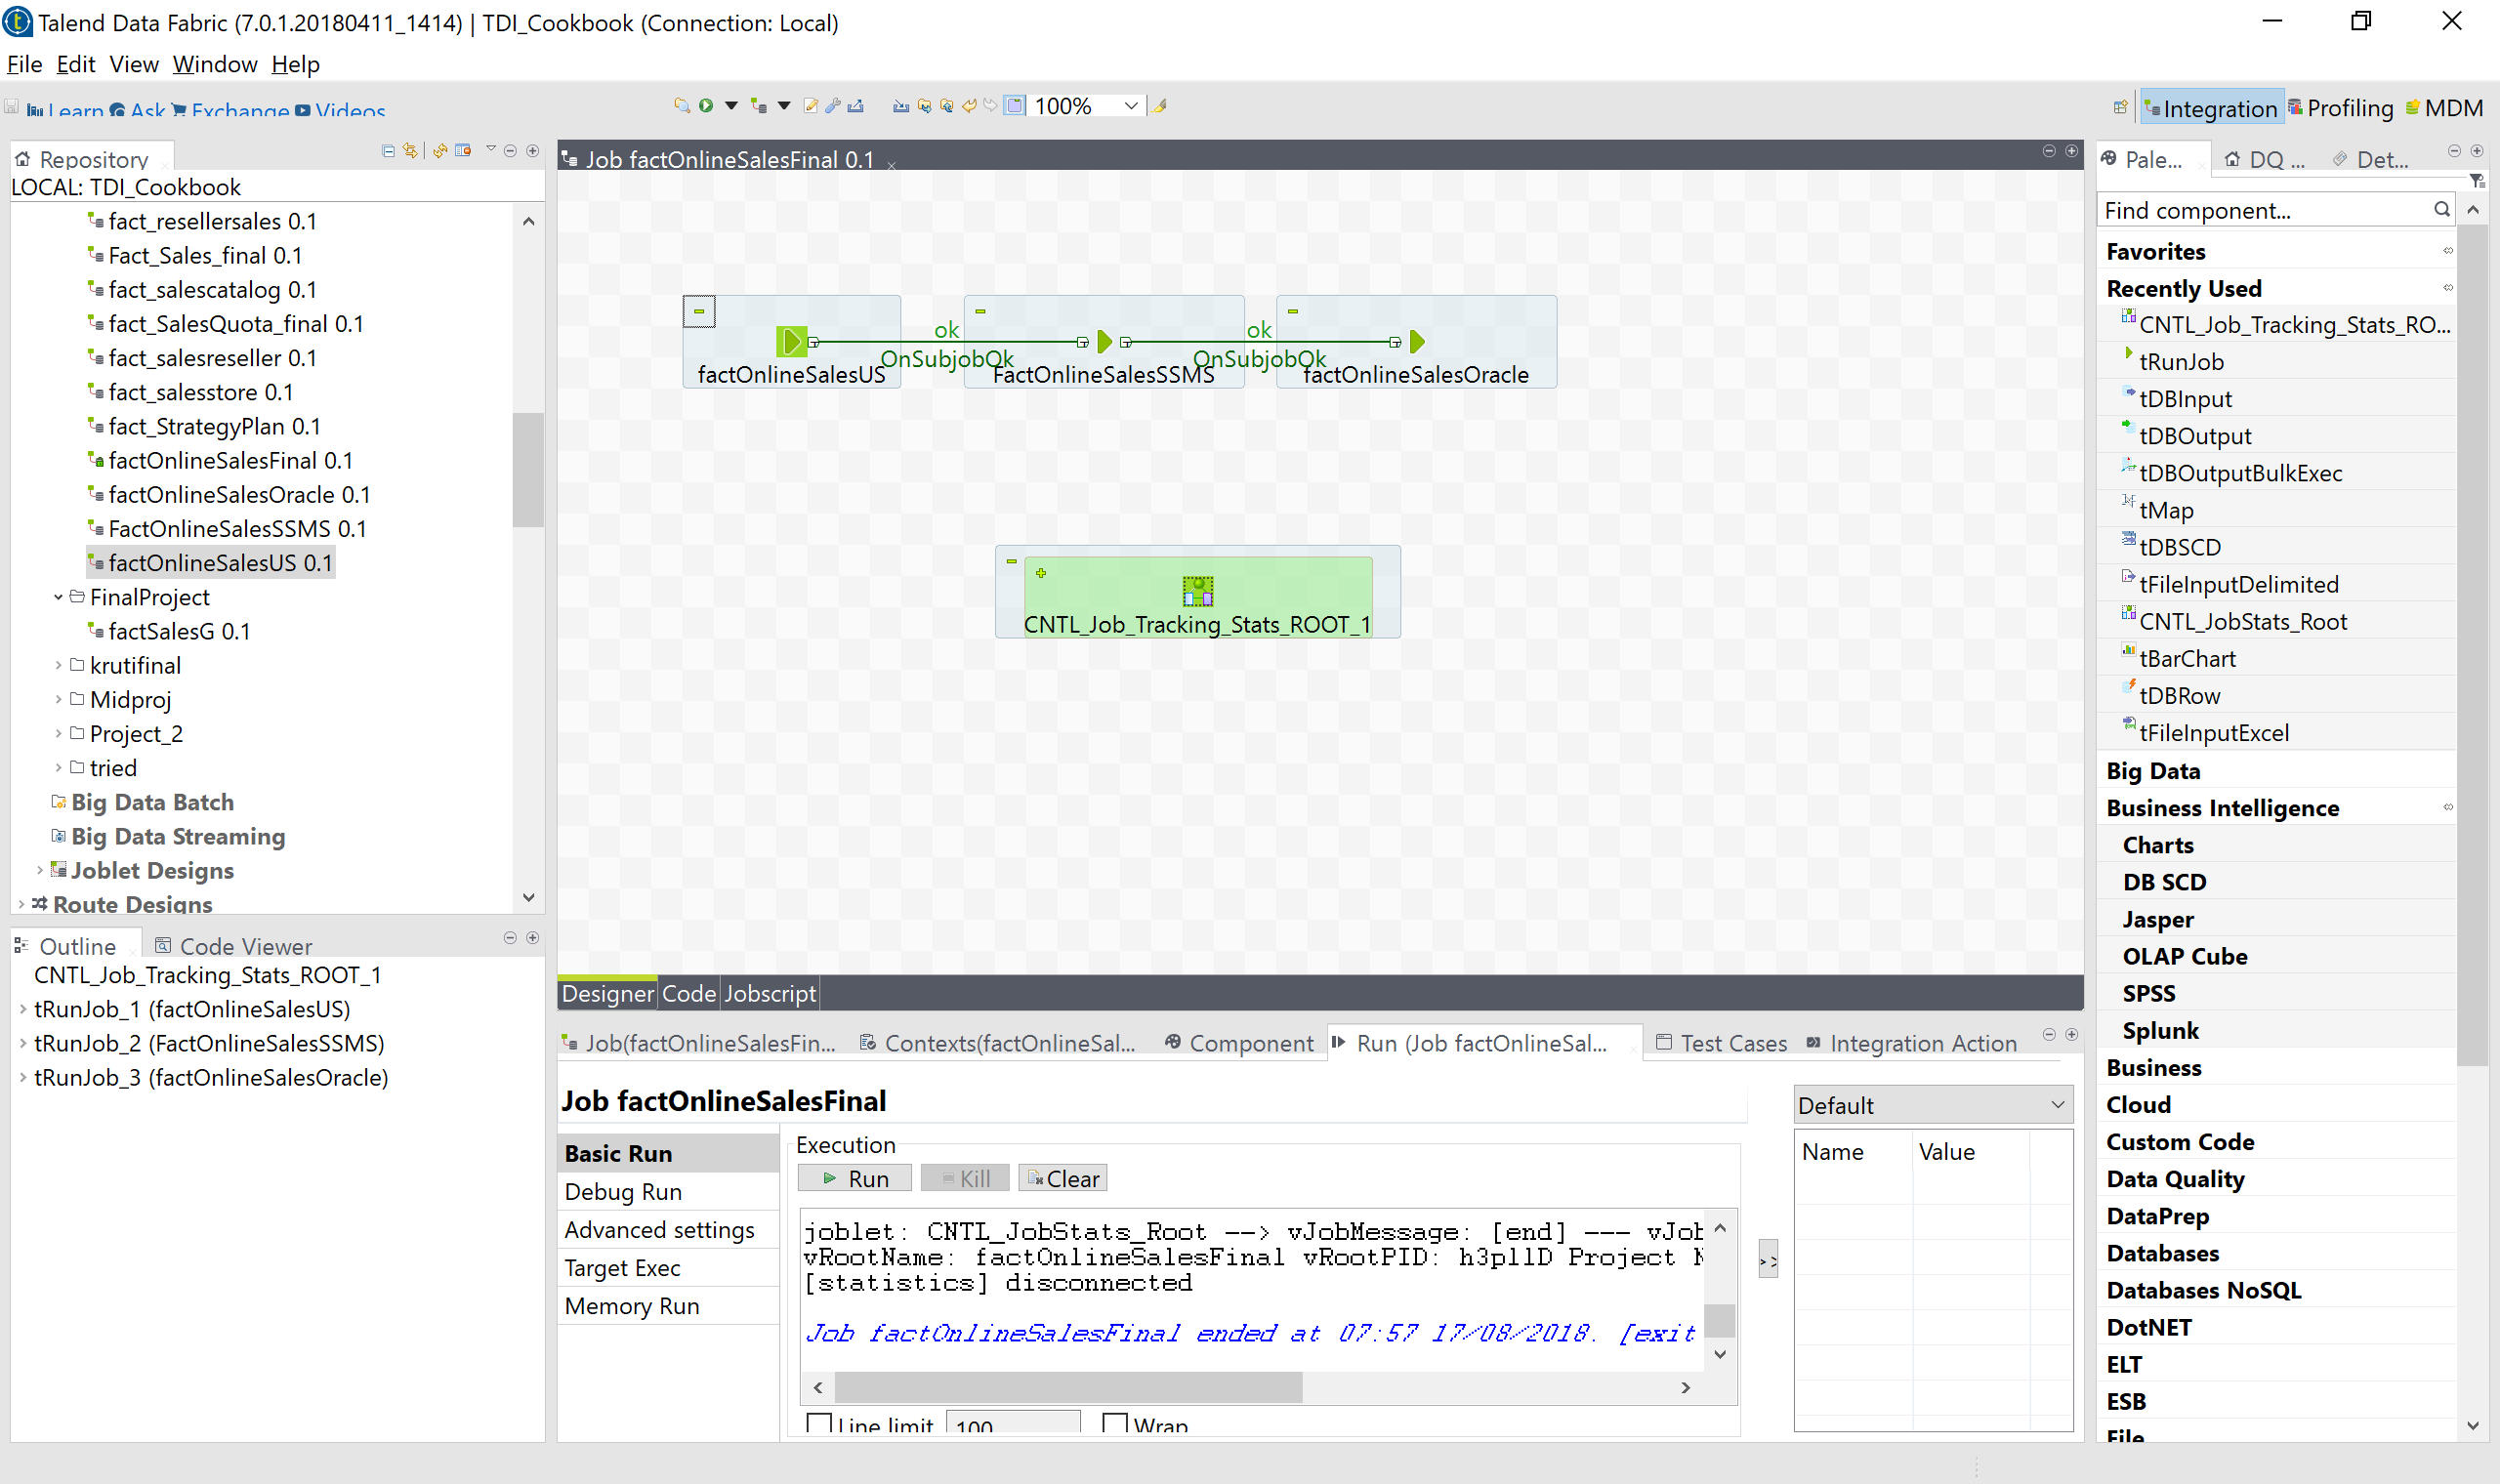 Talend Data Fabric (7.0.1.20180411_1414) | TDI_Cookbook (Connection: Local)
File Edit View Window Help
Learn Ask Exchange Videos
100%
Integration Profiling MDM
Repository
LOCAL: TDI_Cookbook
fact_resellersales 0.1
Fact_Sales_final 0.1
fact_salescatalog 0.1
fact_SalesQuota_final 0.1
fact_salesreseller 0.1
fact_salesstore 0.1
fact_StrategyPlan 0.1
factOnlineSalesFinal 0.1
factOnlineSalesOracle 0.1
FactOnlineSalesSSMS 0.1
factOnlineSalesUS 0.1
FinalProject
factSalesG 0.1
krutifinal
Midproj
Project_2
tried
Big Data Batch
Big Data Streaming
Joblet Designs
Route Designs
Outline Code Viewer
CNTL_Job_Tracking_Stats_ROOT_1
tRunJob_1 (factOnlineSalesUS)
tRunJob_2 (FactOnlineSalesSSMS)
tRunJob_3 (factOnlineSalesOracle)
Job factOnlineSalesFinal 0.1
ok ok
OnSubjobOk OnSubjobOk
factOnlineSalesUS FactOnlineSalesSSMS factOnlineSalesOracle
CNTL_Job_Tracking_Stats_ROOT_1
Designer Code Jobscript
Job(factOnlineSalesFin... Contexts(factOnlineSal... Component Run (Job factOnlineSal... Test Cases Integration Action
Job factOnlineSalesFinal
Basic Run
Debug Run
Advanced settings
Target Exec
Memory Run
Execution
Run Kill Clear
joblet: CNTL_JobStats_Root --> vJobMessage: [end] --- vJob
vRootName: factOnlineSalesFinal vRootPID: h3pllD Project N
[statistics] disconnected
Job factOnlineSalesFinal ended at 07:57 17/08/2018. [exit
Line limit 100 Wrap
>>
Default
Name Value
Pale... DQ ... Det...
Find component...
Favorites
Recently Used
CNTL_Job_Tracking_Stats_RO...
tRunJob
tDBInput
tDBOutput
tDBOutputBulkExec
tMap
tDBSCD
tFileInputDelimited
CNTL_JobStats_Root
tBarChart
tDBRow
tFileInputExcel
Big Data
Business Intelligence
Charts
DB SCD
Jasper
OLAP Cube
SPSS
Splunk
Business
Cloud
Custom Code
Data Quality
DataPrep
Databases
Databases NoSQL
DotNET
ELT
ESB
File